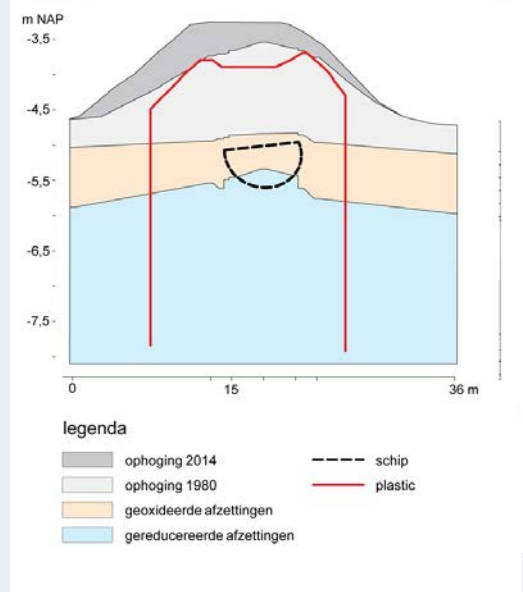 m NAP
-3,5
-4,5
-5,5
-6,5
-7,5
0 15 36 m
legenda
ophoging 2014
schip
ophoging 1980
plastic
geoxideerde afzettingen
gereducereerde afzettingen